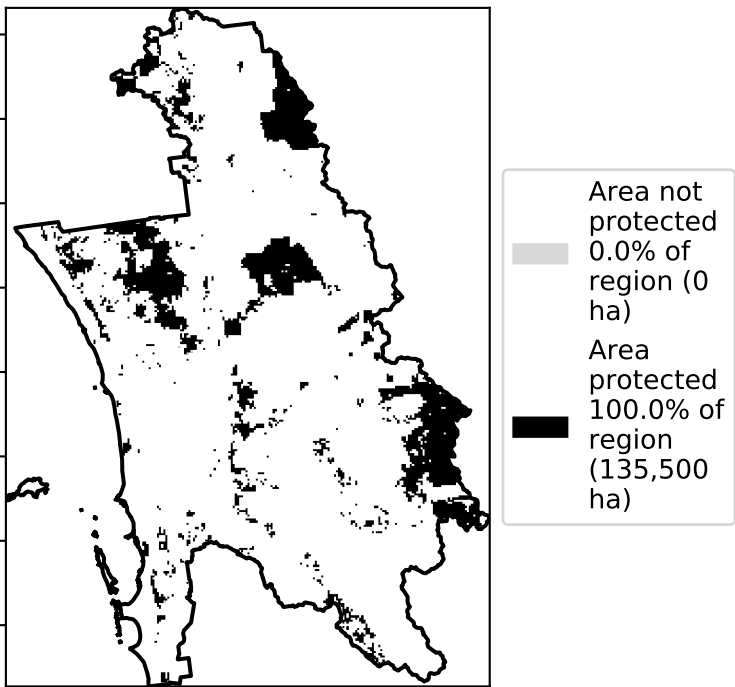 Area not
protected
0.0% of
region (0
ha)
Area
protected
100.0% of
region
(135,500
ha)